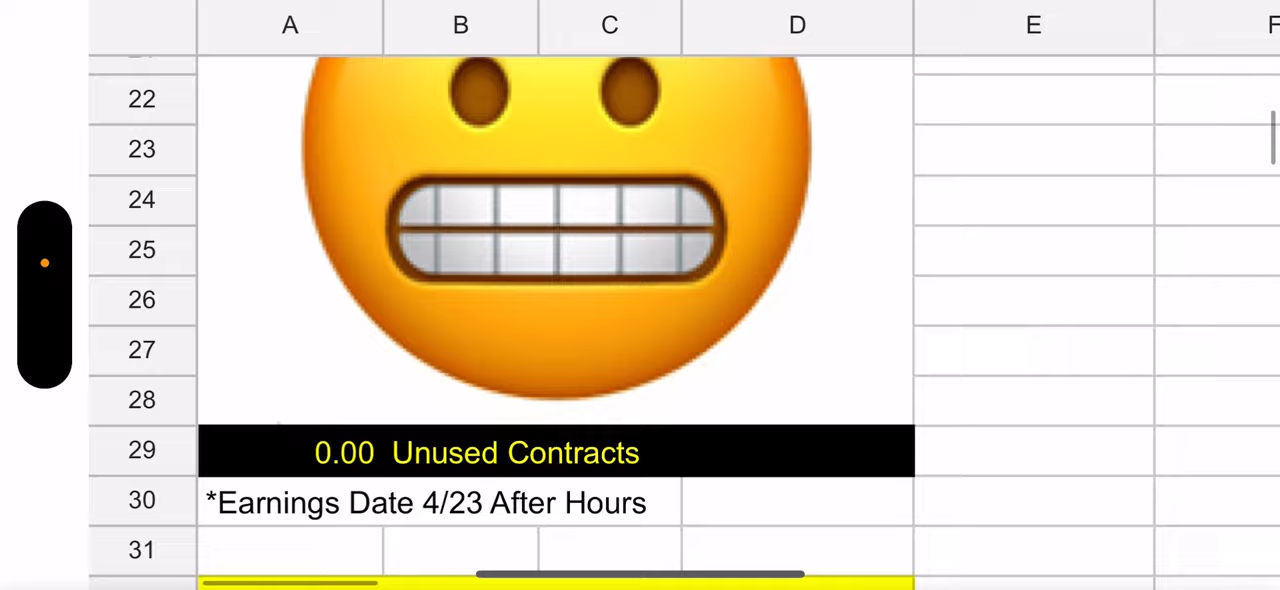 A B C D E F
22
23
24
25
26
27
28
29 0.00 Unused Contracts
30 *Earnings Date 4/23 After Hours
31